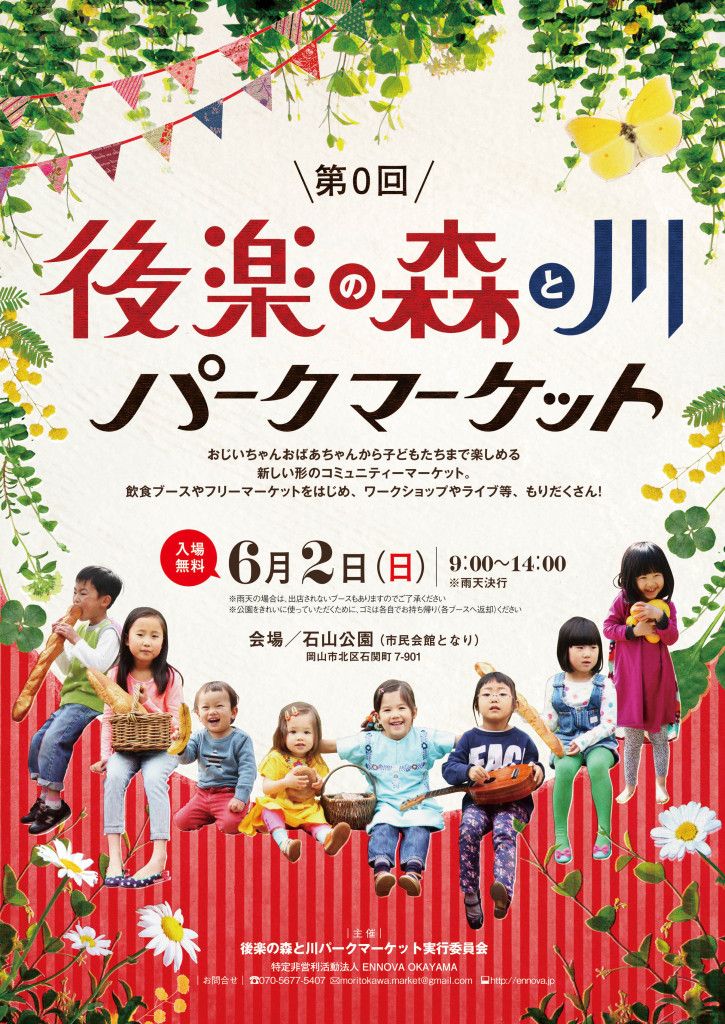 第0回
後楽の森と川
パークマーケット
おじいちゃんおばあちゃんから子どもたちまで楽しめる
新しい形のコミュニティーマーケット。
飲食ブースやフリーマーケットをはじめ、ワークショップやライブ等、もりだくさん!
入場
無料
6月2日(日) 9:00〜14:00
※雨天決行
※雨天の場合は、出店されないブースもありますのでご了承ください
※公園をきれいに使っていただくために、ゴミは各自でお持ち帰り(各ブースへ返却)ください
会場/石山公園(市民会館となり)
岡山市北区石関町7-901
PEACE
|主催|
後楽の森と川パークマーケット実行委員会
特定非営利活動法人 ENNOVA OKAYAMA
|お問合せ| ☎070-5677-5407 ✉moritokawa.market@gmail.com http://ennova.jp